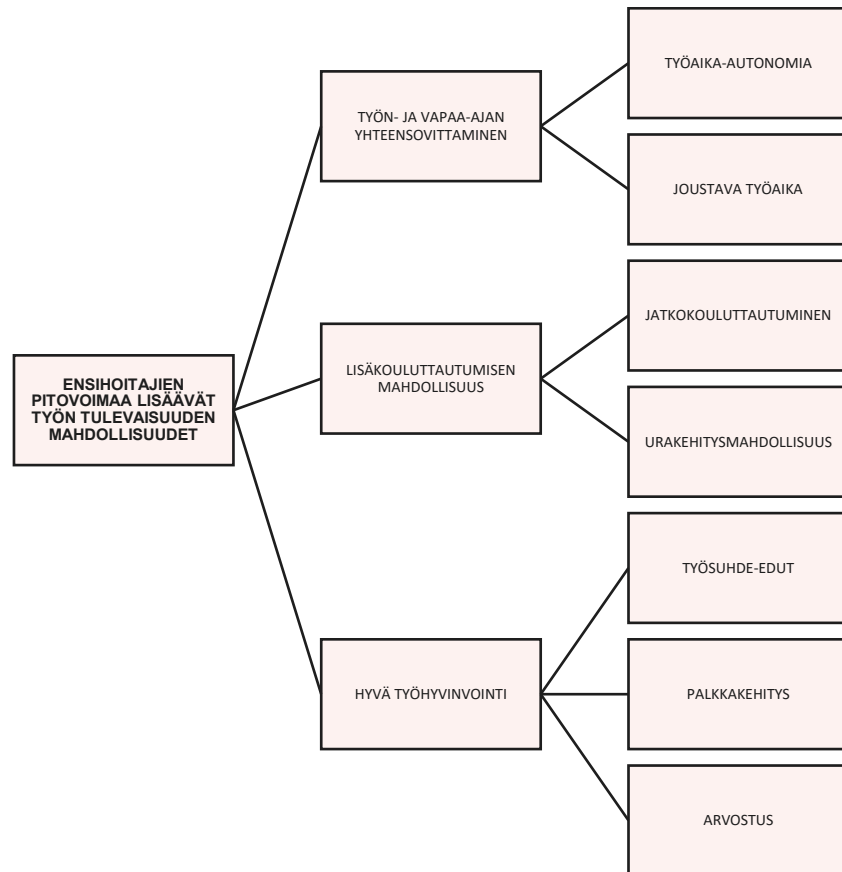 TYÖAIKA-AUTONOMIA
TYÖN- JA VAPAA-AJAN
YHTEENSOVITTAMINEN
JOUSTAVA TYÖAIKA
JATKOKOULUTTAUTUMINEN
ENSIHOITAJIEN
PITOVOIMAA LISÄÄVÄT
TYÖN TULEVAISUUDEN
MAHDOLLISUUDET
LISÄKOULUTTAUTUMISEN
MAHDOLLISUUS
URAKEHITYSMAHDOLLISUUS
TYÖSUHDE-EDUT
HYVÄ TYÖHYVINVOINTI
PALKKAKEHITYS
ARVOSTUS